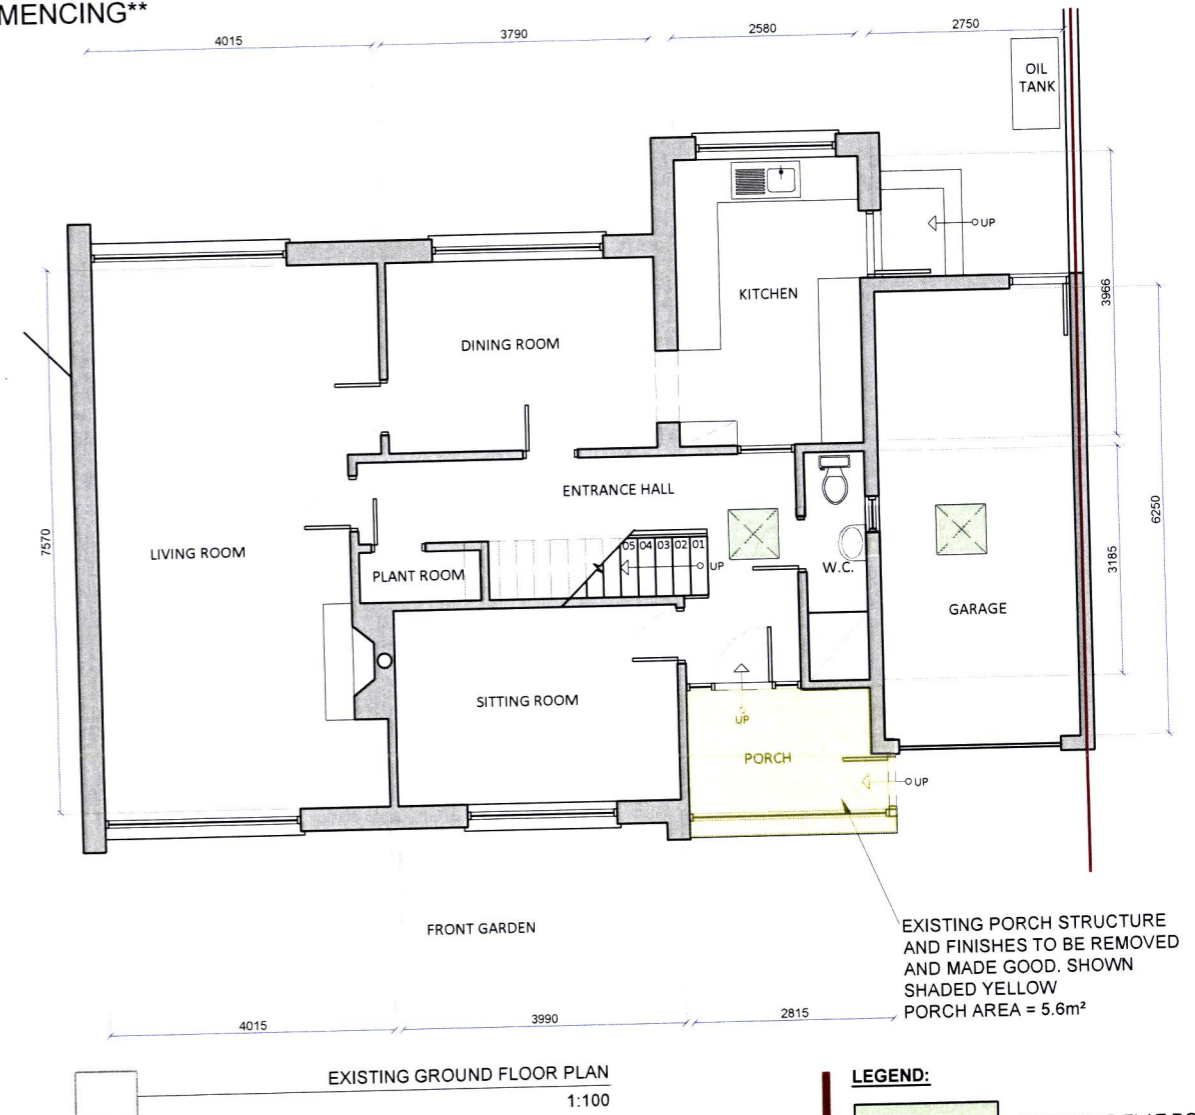 MENCING**
4015
3790
2580
2750
OIL
TANK
UP
KITCHEN
3966
DINING ROOM
ENTRANCE HALL
7570
LIVING ROOM
PLANT ROOM
05 04 03 02 01
UP
W.C.
GARAGE
3185
6250
SITTING ROOM
UP
PORCH
UP
FRONT GARDEN
EXISTING PORCH STRUCTURE
AND FINISHES TO BE REMOVED
AND MADE GOOD. SHOWN
SHADED YELLOW
PORCH AREA = 5.6m²
4015
3990
2815
EXISTING GROUND FLOOR PLAN
1:100
LEGEND: